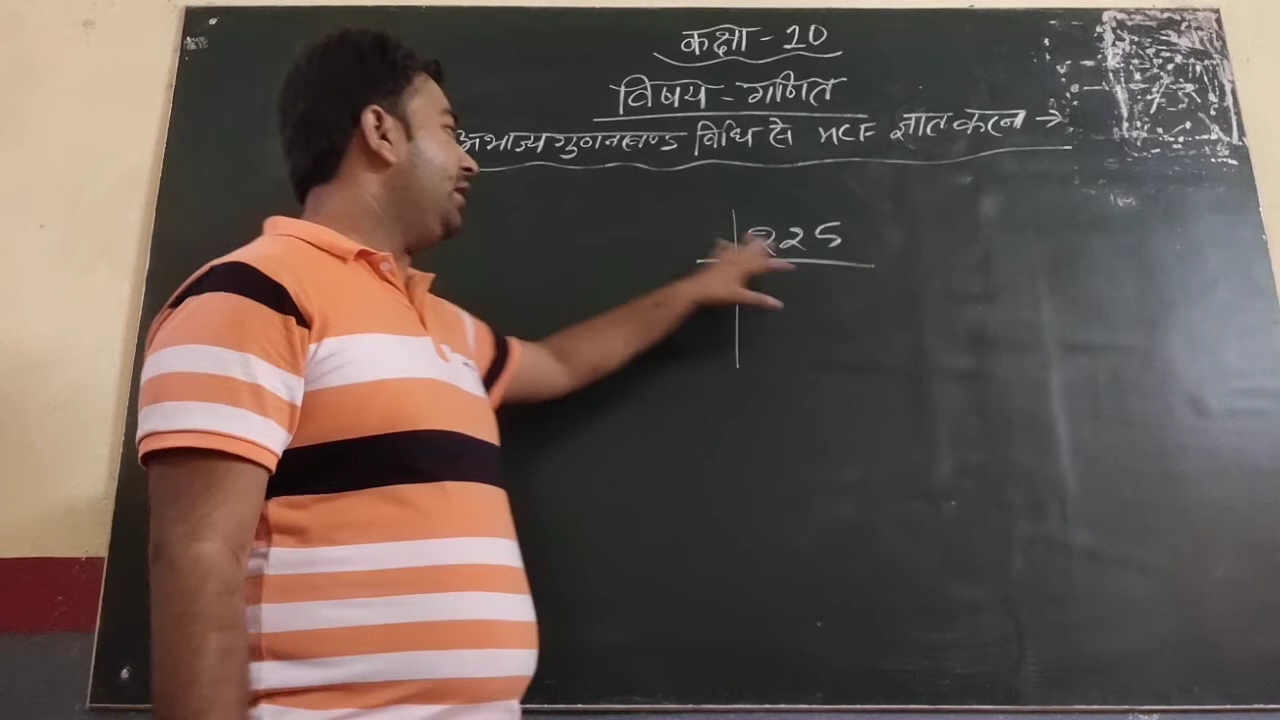 कक्षा - 10
विषय - गणित
अभाज्य गुणनखण्ड विधि से HCF ज्ञात करना →
225